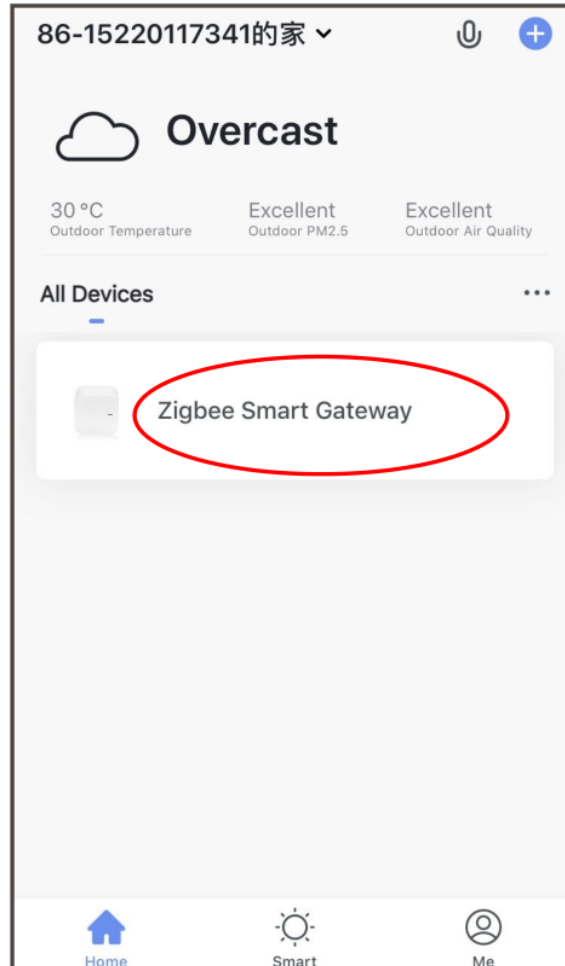 86-15220117341的家
Overcast
30 °C Excellent Excellent
Outdoor Temperature Outdoor PM2.5 Outdoor Air Quality
All Devices
Zigbee Smart Gateway
Home Smart Me